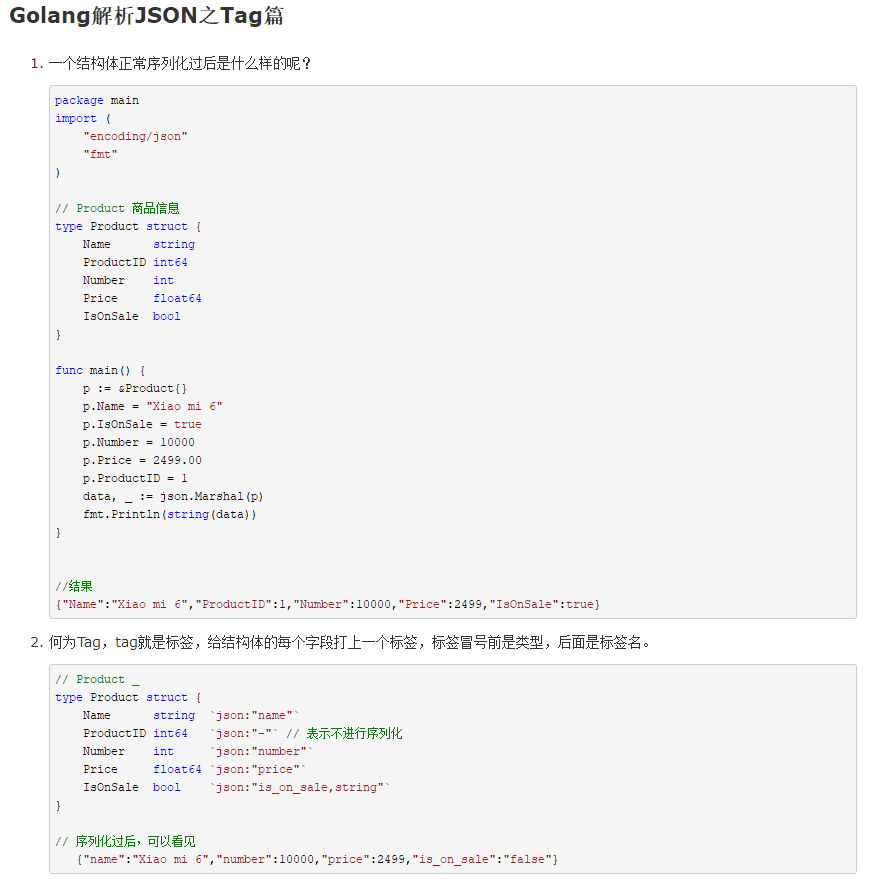 Golang解析JSON之Tag篇
1. 一个结构体正常序列化过后是什么样的呢？
package main
import (
    "encoding/json"
    "fmt"
)

// Product 商品信息
type Product struct {
    Name      string
    ProductID int64
    Number    int
    Price     float64
    IsOnSale  bool
}

func main() {
    p := &Product{}
    p.Name = "Xiao mi 6"
    p.IsOnSale = true
    p.Number = 10000
    p.Price = 2499.00
    p.ProductID = 1
    data, _ := json.Marshal(p)
    fmt.Println(string(data))
}


//结果
{"Name":"Xiao mi 6","ProductID":1,"Number":10000,"Price":2499,"IsOnSale":true}
2. 何为Tag，tag就是标签，给结构体的每个字段打上一个标签，标签冒号前是类型，后面是标签名。
// Product _
type Product struct {
    Name      string  `json:"name"`
    ProductID int64   `json:"-"` // 表示不进行序列化
    Number    int     `json:"number"`
    Price     float64 `json:"price"`
    IsOnSale  bool    `json:"is_on_sale,string"`
}

// 序列化过后，可以看见
   {"name":"Xiao mi 6","number":10000,"price":2499,"is_on_sale":"false"}